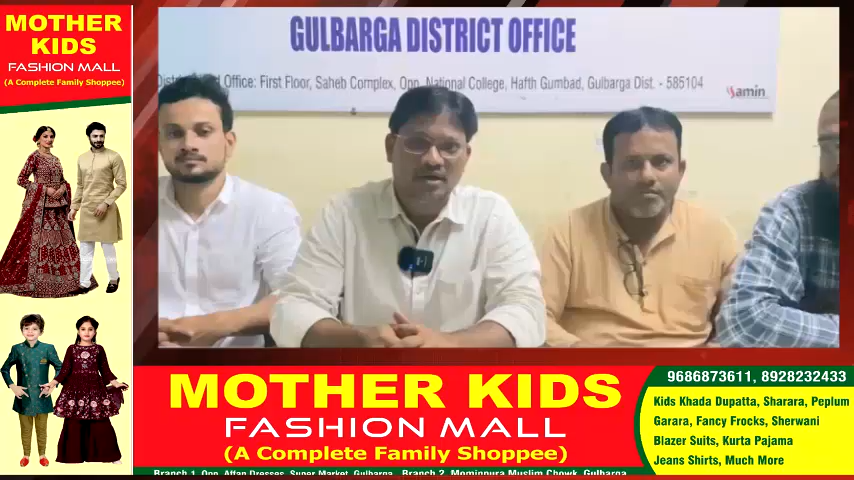 MOTHER
KIDS
FASHION MALL
(A Complete Family Shoppee)
GULBARGA DISTRICT OFFICE
Office: First Floor, Saheb Complex, Opp. National College, Hafth Gumbad, Gulbarga Dist. - 585104
Samin
MOTHER KIDS
FASHION MALL
(A Complete Family Shoppee)
Branch 1. Opp. Affan Dresses, Super Market, Gulbarga. Branch 2. Mominpura Muslim Chowk, Gulbarga
9686873611, 8928232433
Kids Khada Dupatta, Sharara, Peplum
Garara, Fancy Frocks, Sherwani
Blazer Suits, Kurta Pajama
Jeans Shirts, Much More